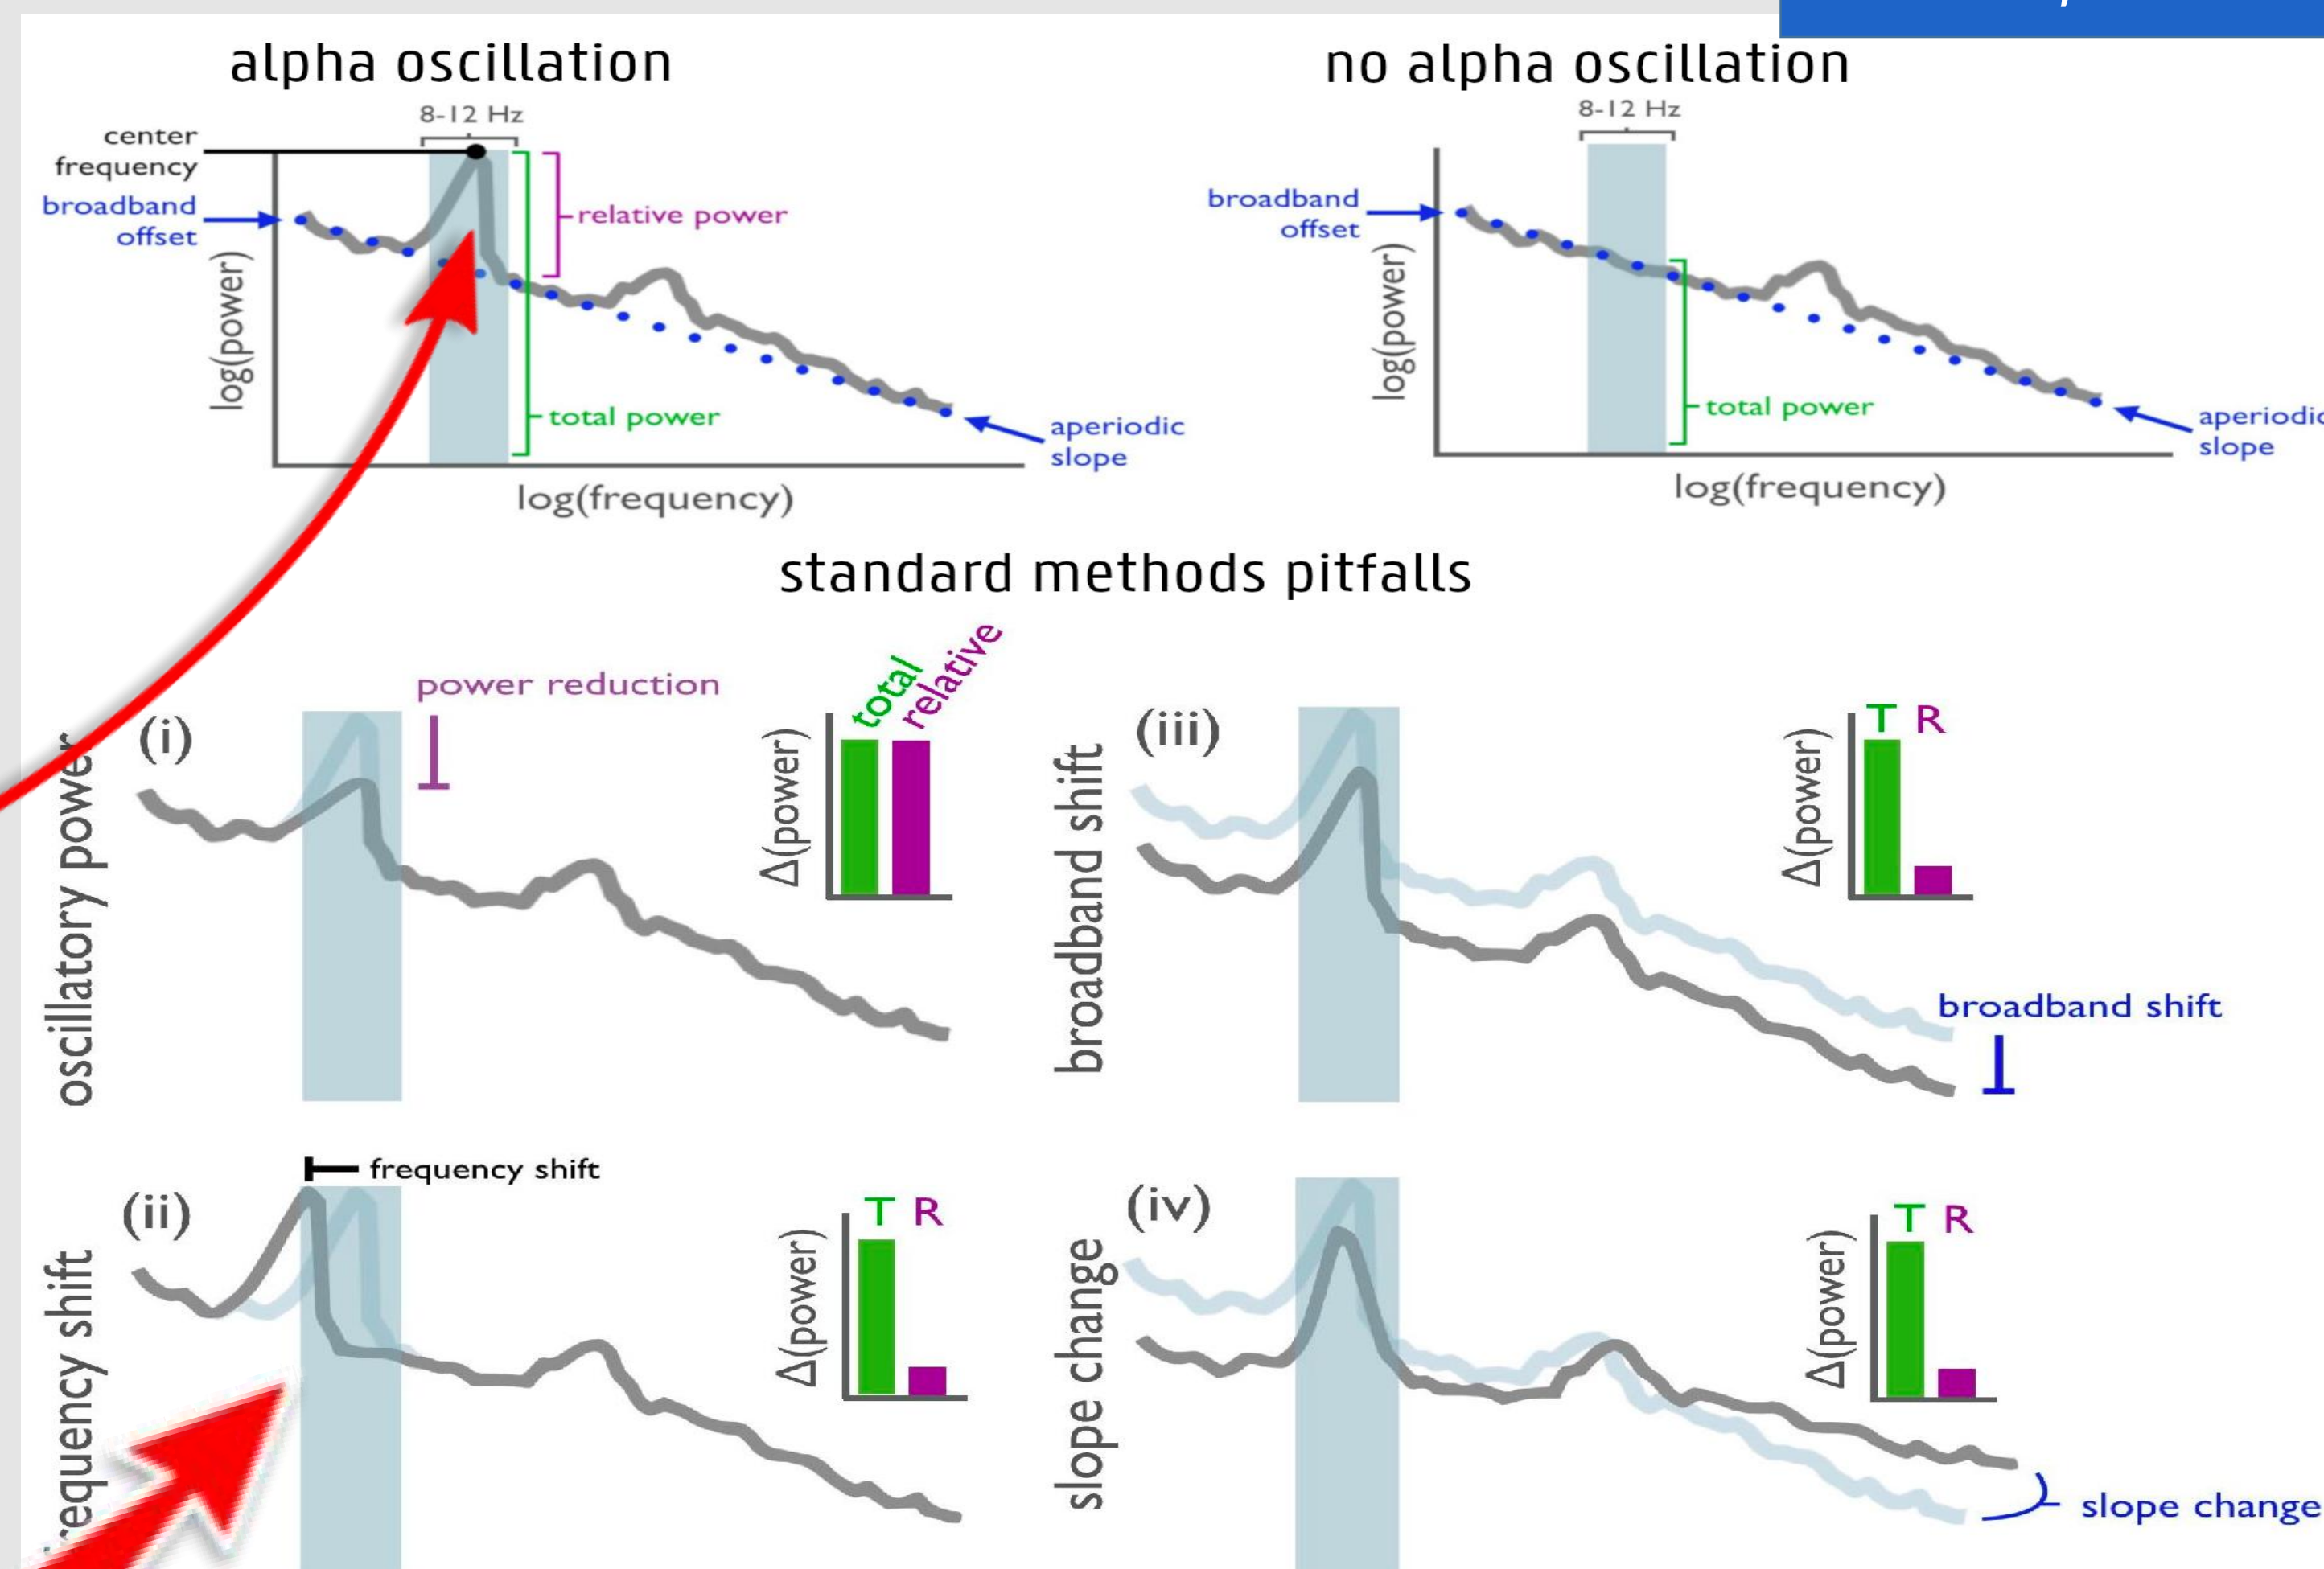 alpha oscillation
8-12 Hz
center
frequency
broadband
offset
log(power)
relative power
total power
aperiodic
slope
log(frequency)
no alpha oscillation
8-12 Hz
broadband
offset
log(power)
total power
slope
log(frequency)
standard methods pitfalls
oscillatory power
(i)
power reduction
Δ(power)
total
relative
broadband shift
(iii)
Δ(power)
T R
broadband shift
shift
(ii)
frequency shift
Δ(power)
T R
slope change
(iv)
Δ(power)
T R
slope change